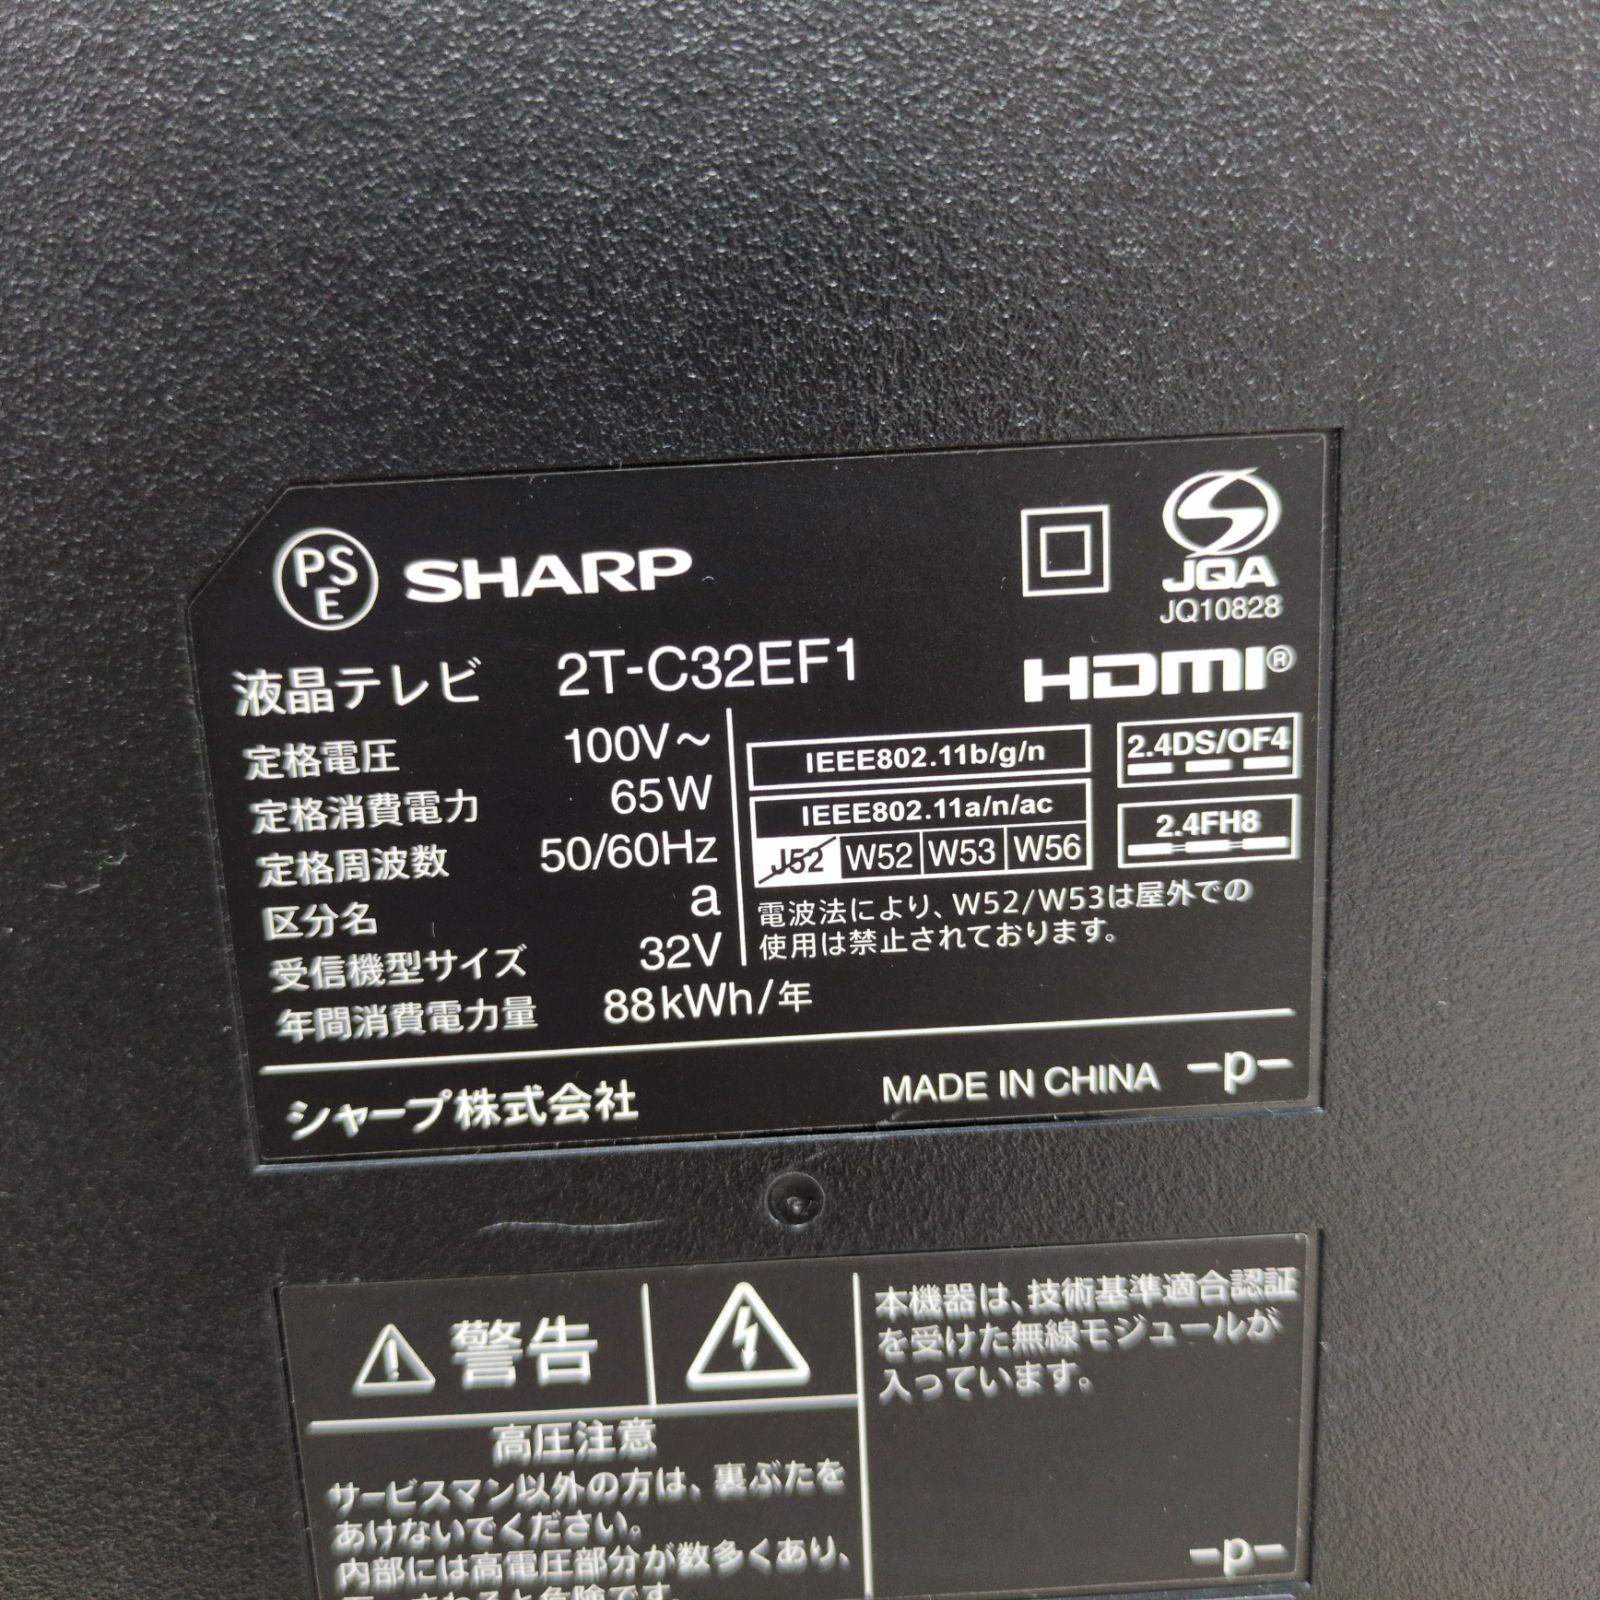 PSE SHARP
JQA
JQ10828
液晶テレビ 2T-C32EF1
HDMI®
定格電圧 100V～
定格消費電力 65W
定格周波数 50/60Hz
区分名 a
受信機型サイズ 32V
年間消費電力量 88kWh/年
IEEE802.11b/g/n
IEEE802.11a/n/ac
J52 W52 W53 W56
2.4DS/OF4
2.4FH8
電波法により、W52/W53は屋外での
使用は禁止されております。
シャープ株式会社 MADE IN CHINA -p-
警告
高圧注意
サービスマン以外の方は、裏ぶたを
あけないでください。
内部には高電圧部分が数多くあり、
さわると危険です。
本機器は、技術基準適合認証
を受けた無線モジュールが
入っています。
-p-